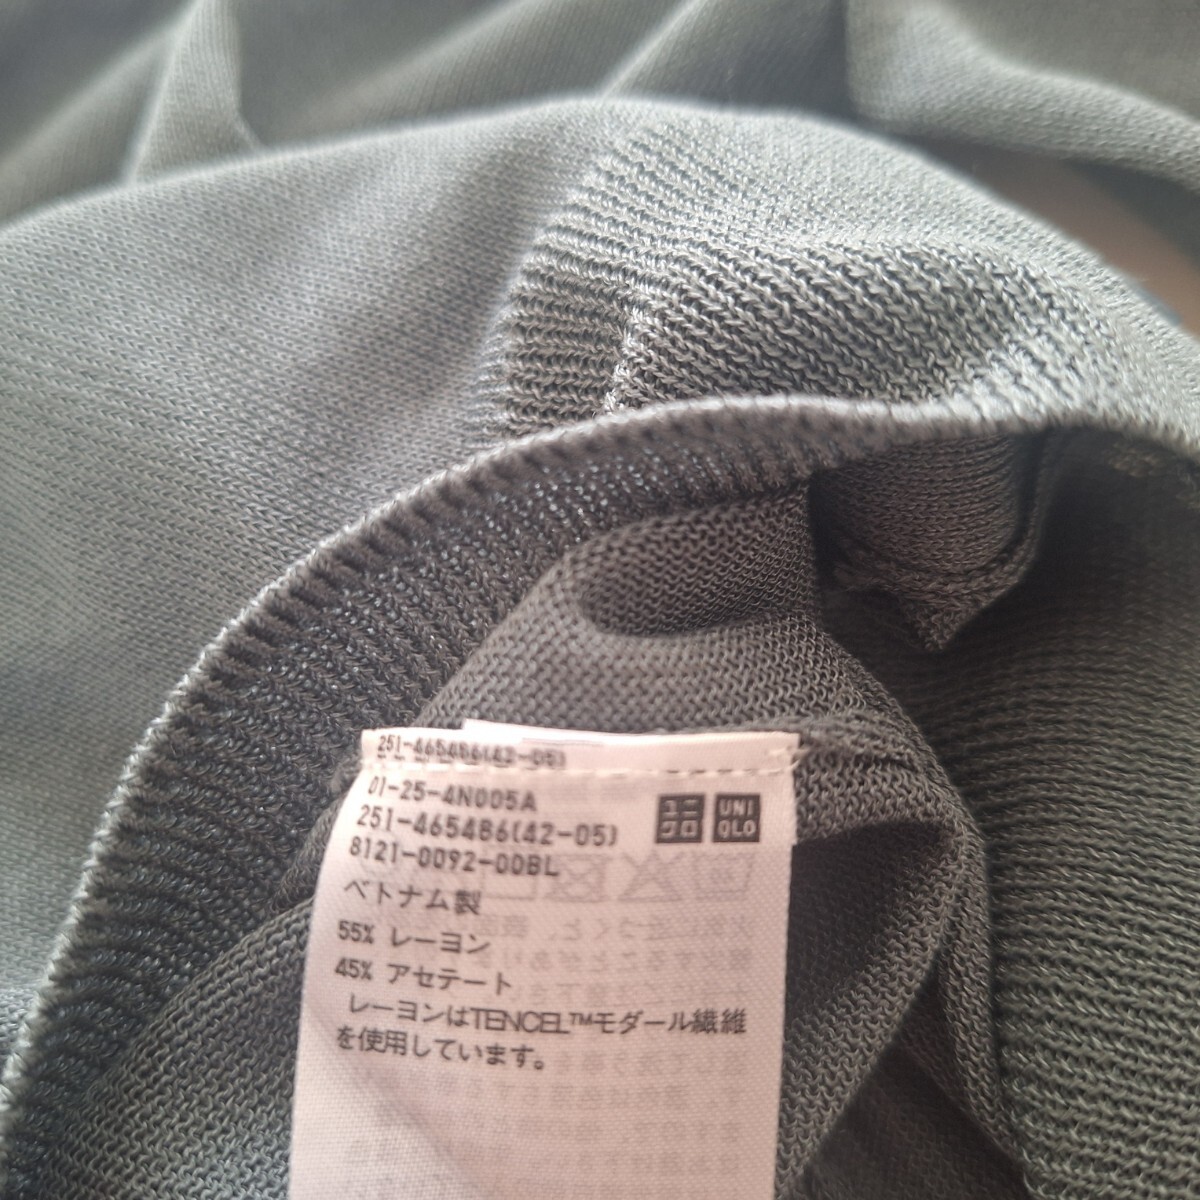 251-465486(42-05)
01-25-4N005A
251-465486(42-05)
8121-0092-00BL
ユニクロ
UNIQLO
ベトナム製
55% レーヨン
45% アセテート
レーヨンはTENCEL™モダール繊維
を使用しています。